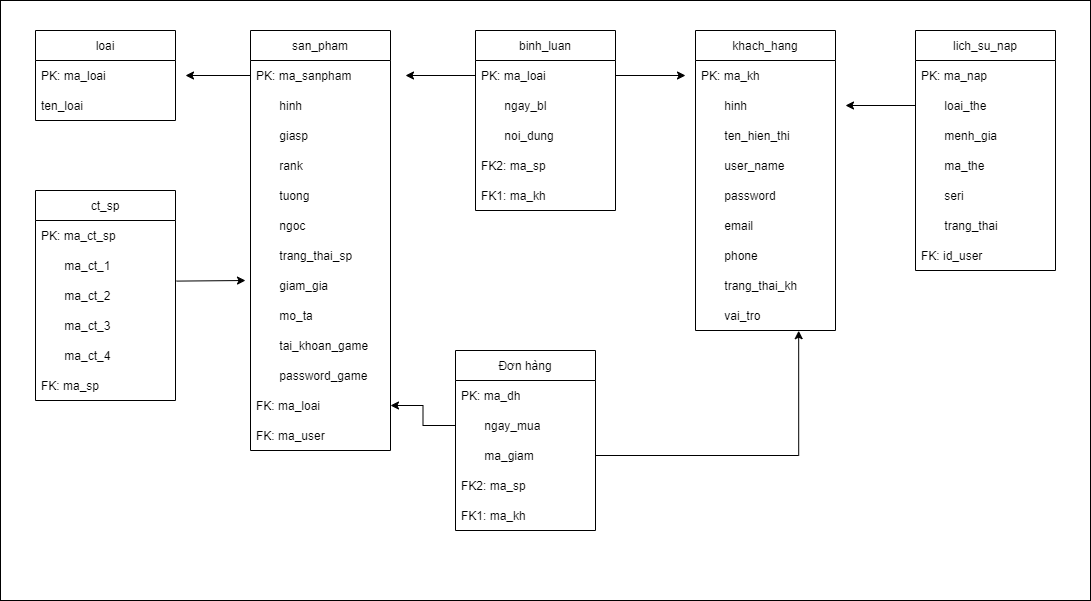 loai
PK: ma_loai
ten_loai
ct_sp
PK: ma_ct_sp
ma_ct_1
ma_ct_2
ma_ct_3
ma_ct_4
FK: ma_sp
san_pham
PK: ma_sanpham
hinh
giasp
rank
tuong
ngoc
trang_thai_sp
giam_gia
mo_ta
tai_khoan_game
password_game
FK: ma_loai
FK: ma_user
binh_luan
PK: ma_loai
ngay_bl
noi_dung
FK2: ma_sp
FK1: ma_kh
Đơn hàng
PK: ma_dh
ngay_mua
ma_giam
FK2: ma_sp
FK1: ma_kh
khach_hang
PK: ma_kh
hinh
ten_hien_thi
user_name
password
email
phone
trang_thai_kh
vai_tro
lich_su_nap
PK: ma_nap
loai_the
menh_gia
ma_the
seri
trang_thai
FK: id_user